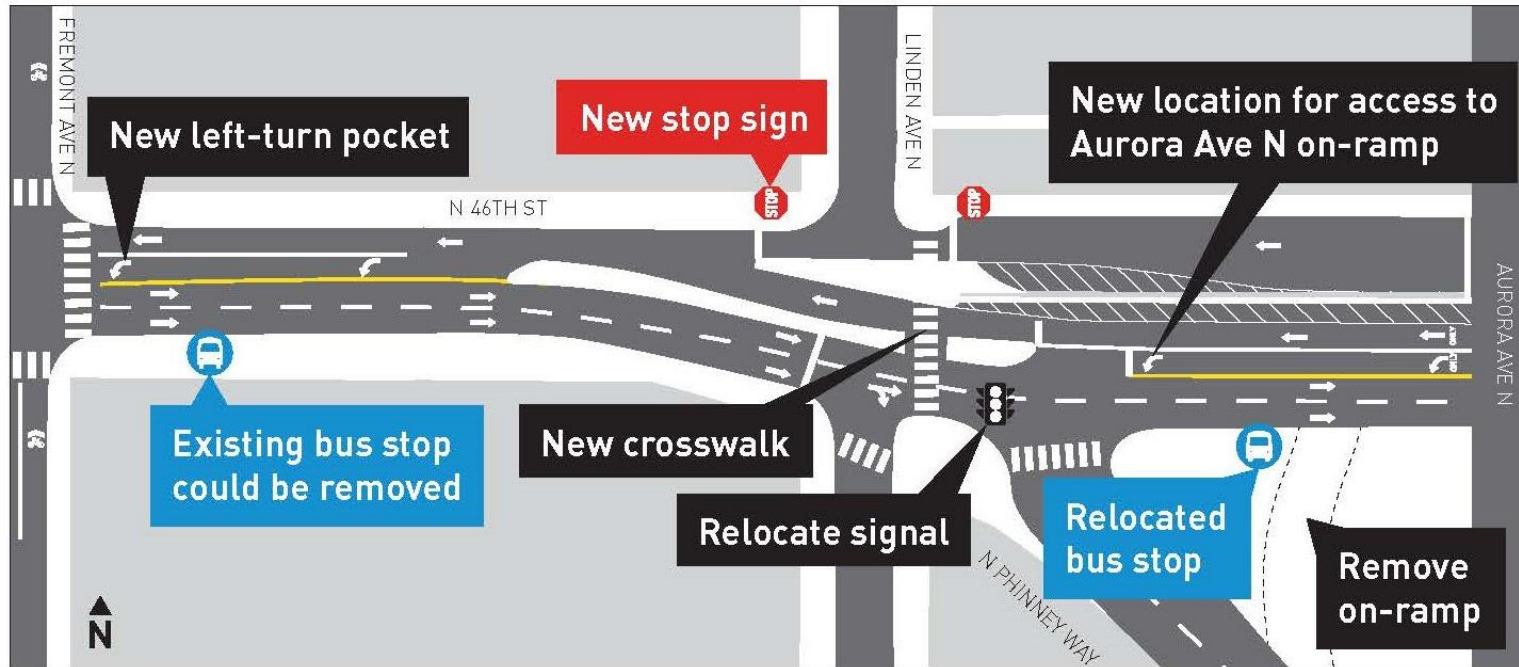 FREMONT AVE N
New left-turn pocket
N 46TH ST
New stop sign
STOP
LINDEN AVE N
STOP
New location for access to
Aurora Ave N on-ramp
AURORA AVE N
ONLY
ONLY
Existing bus stop
could be removed
New crosswalk
Relocate signal
N PHINNEY WAY
Relocated
bus stop
Remove
on-ramp
N